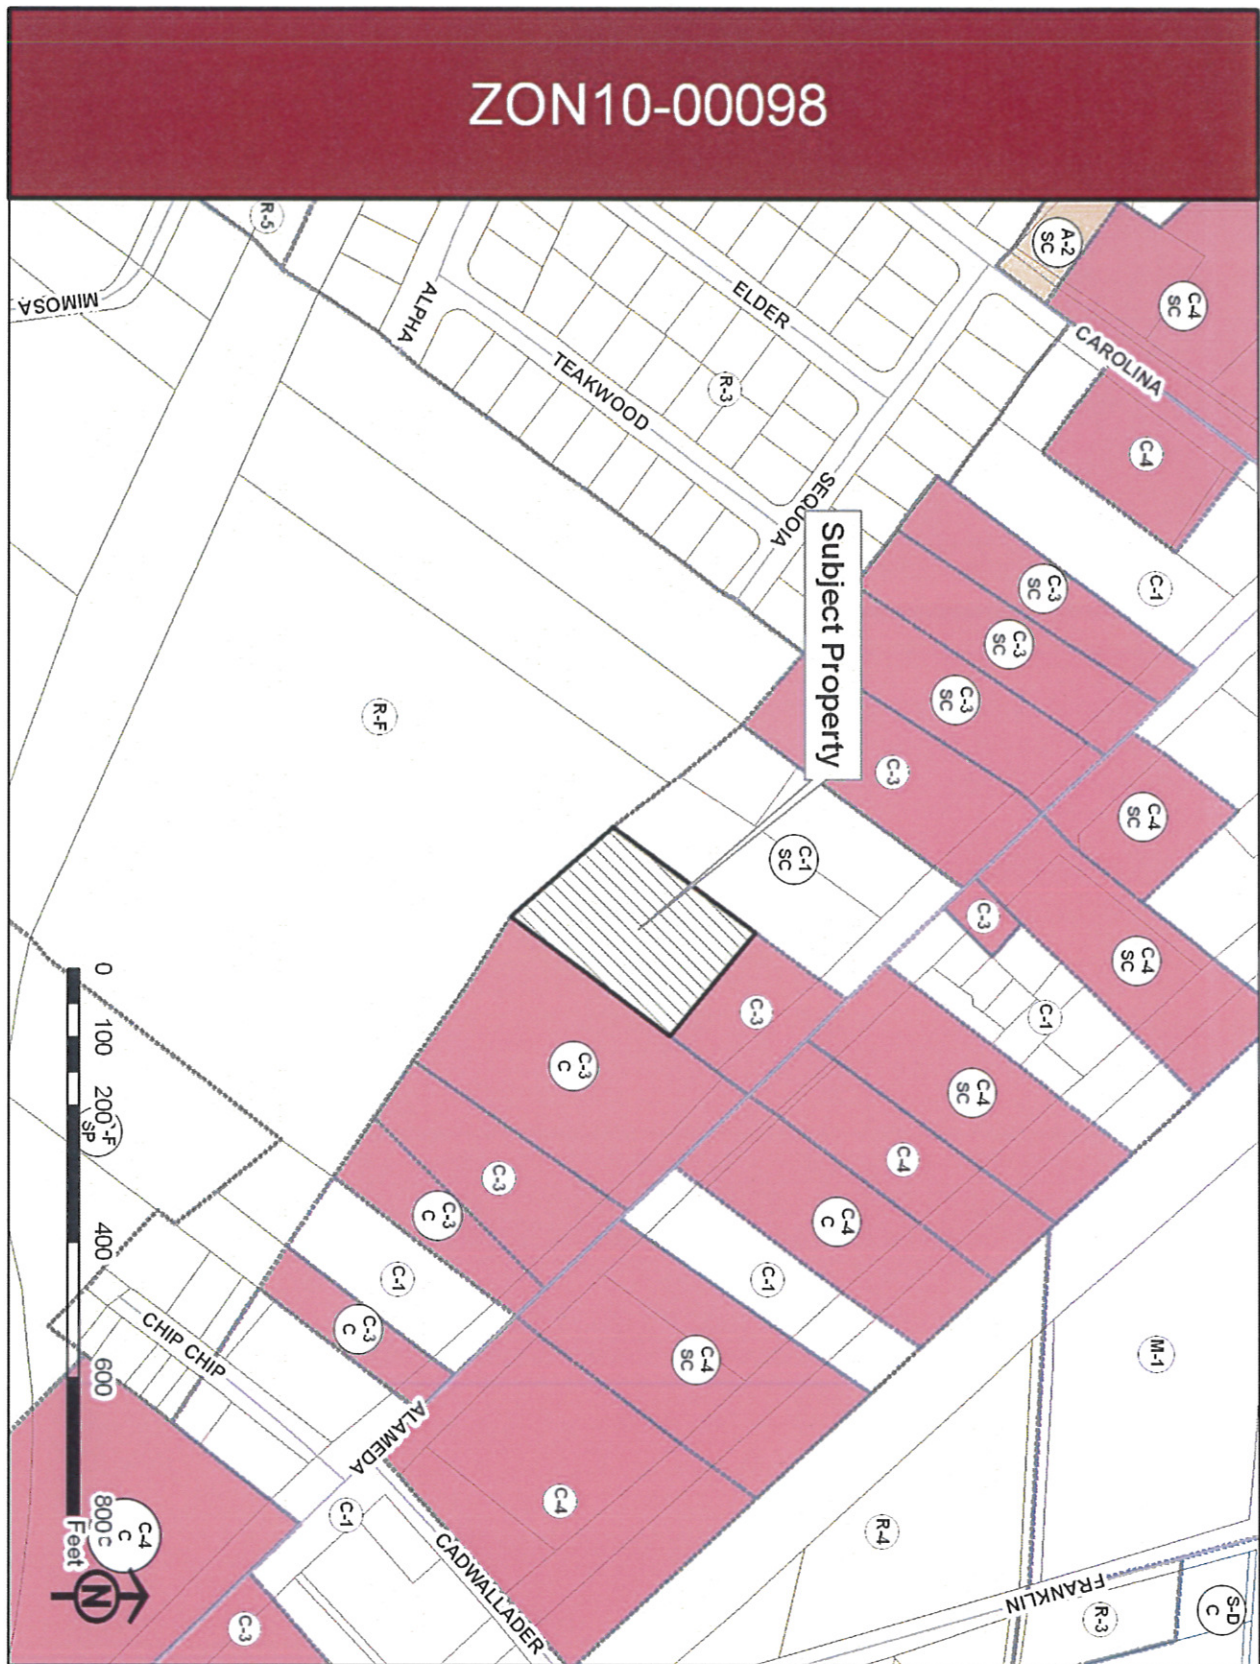 ZON10-00098
R-5
A-2
SC
C-4
SC
MIMOSA
ALPHA
ELDER
CAROLINA
TEAKWOOD
R-3
C-4
SEQUOIA
Subject Property
C-1
C-3
SC
C-3
SC
C-3
SC
R-F
C-3
C-4
SC
C-1
SC
C-3
C-4
SC
C-3
C-1
C-3
C
C-4
SC
SP
C-3
C-4
C-3
C
C-4
C
C-1
C-1
C-3
C
CHIP CHIP
C-4
SC
M-1
ALAMEDA
C-4
C-1
CADWALLADER
R-4
FRANKLIN
S-D
C
R-3
C-4
C
C-3
0 100 200 400 600 800
Feet
N